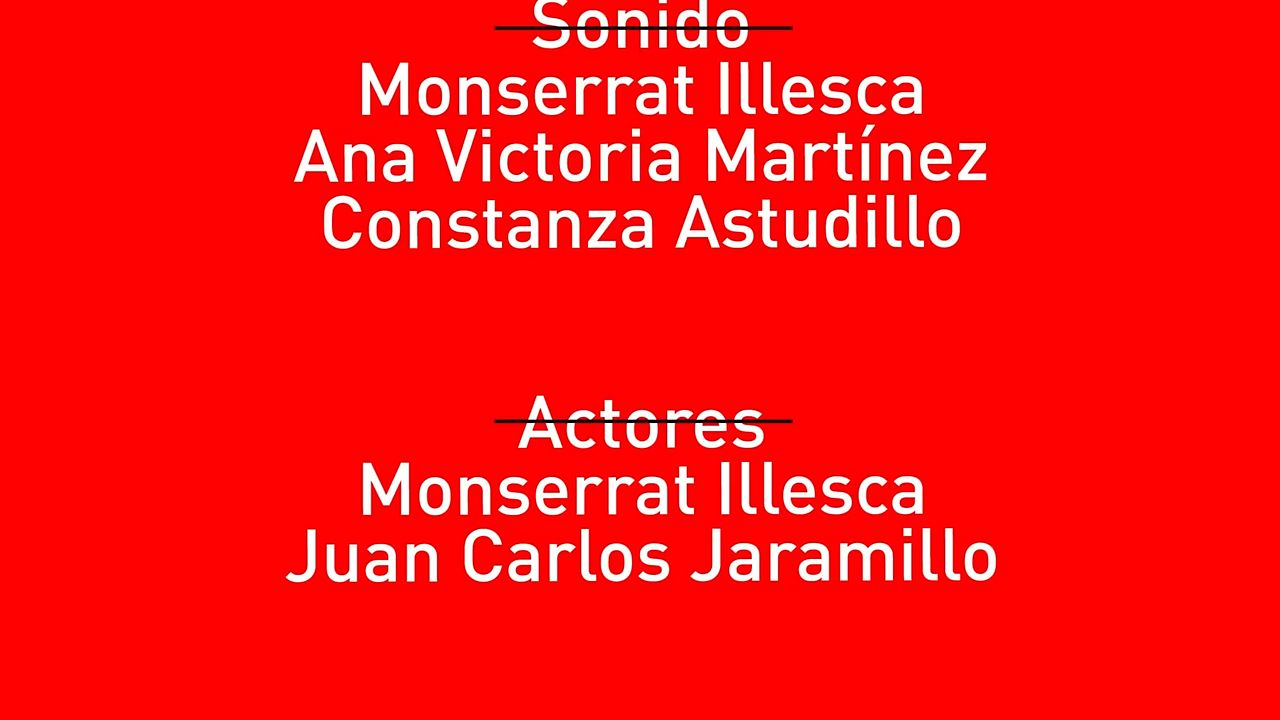 Sonido
Monserrat Illesca
Ana Victoria Martínez
Constanza Astudillo
Actores
Monserrat Illesca
Juan Carlos Jaramillo